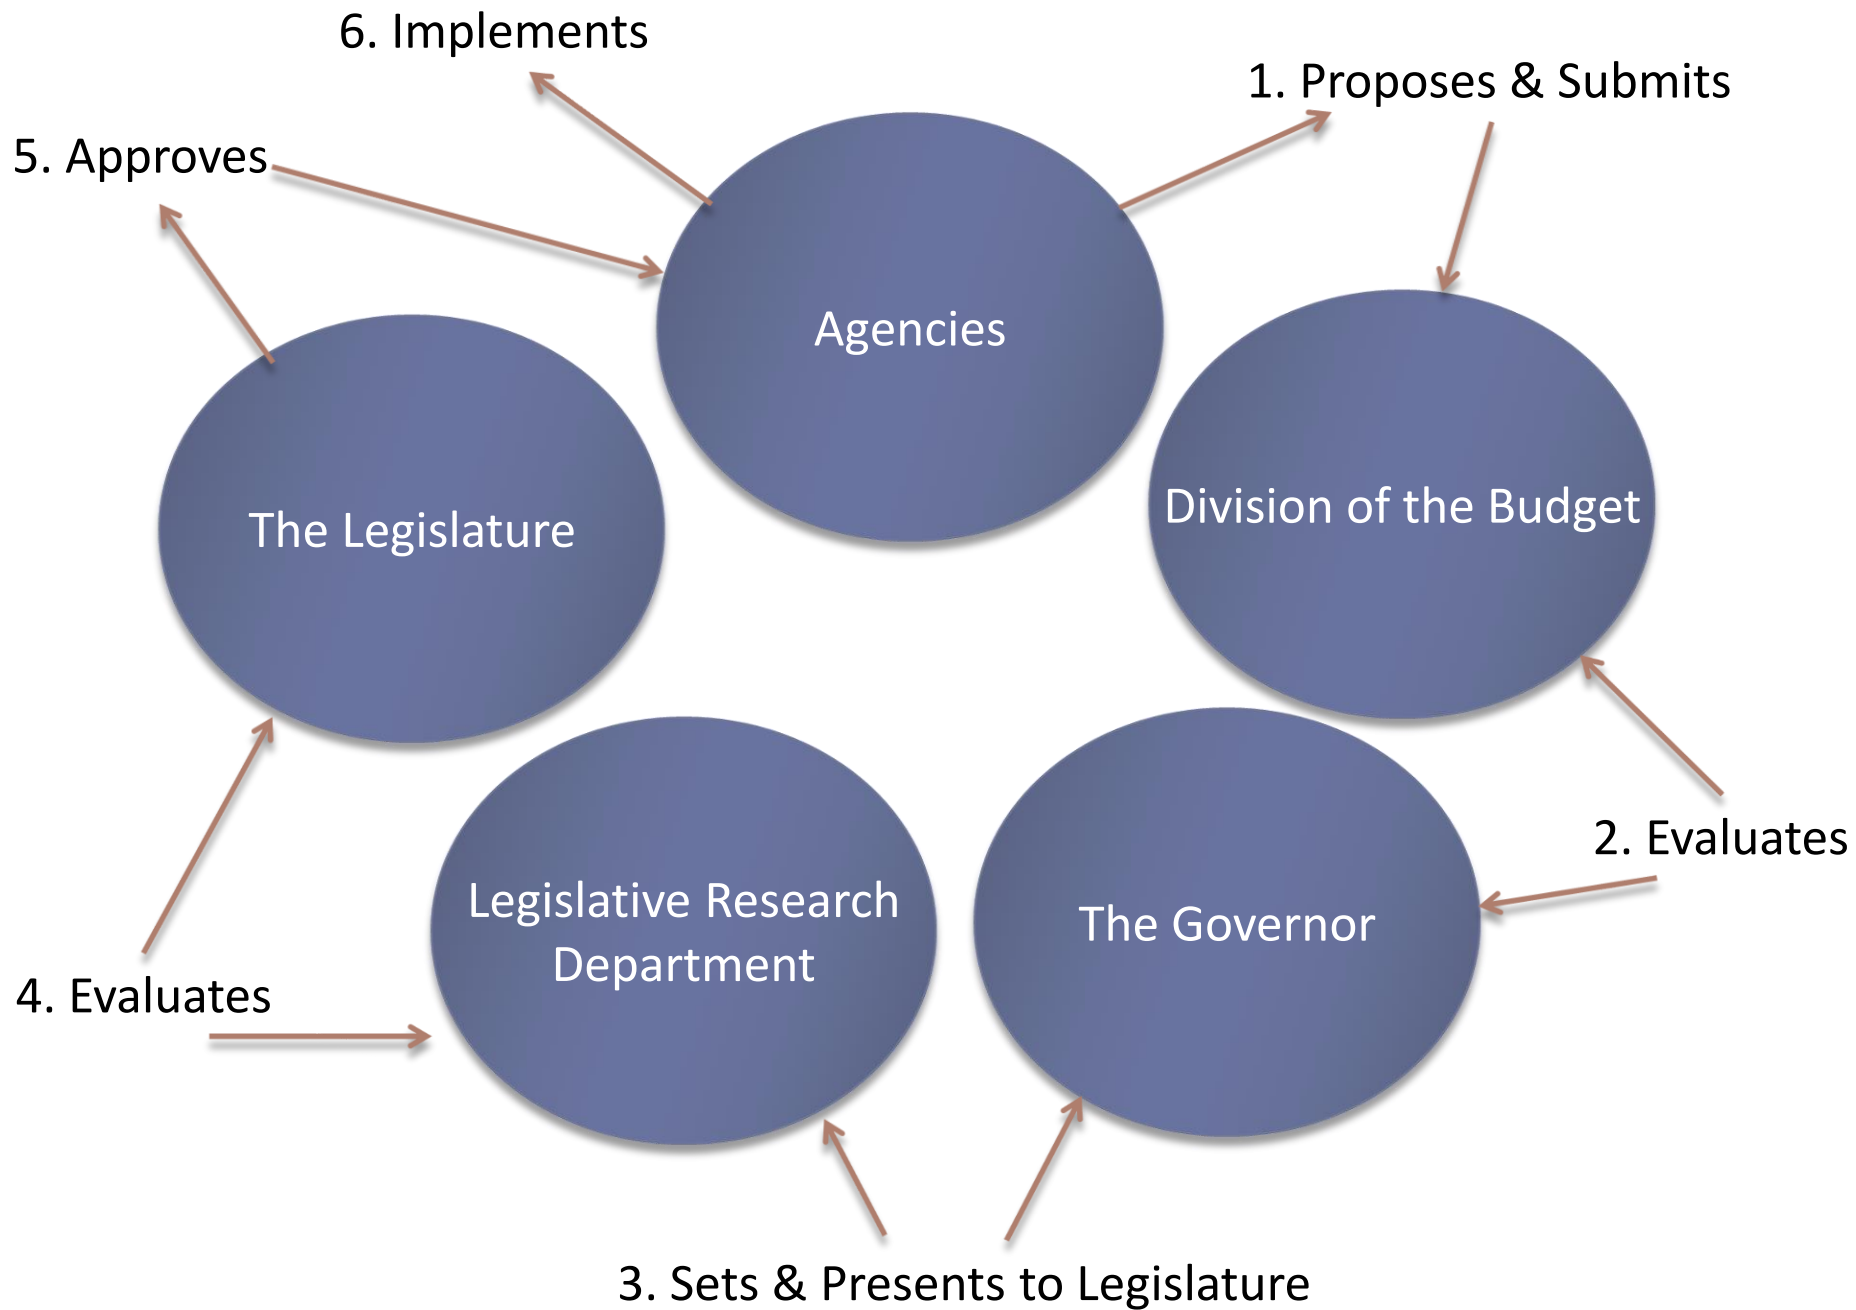 6. Implements
1. Proposes & Submits
5. Approves
Agencies
Division of the Budget
The Legislature
2. Evaluates
Legislative Research
Department
The Governor
4. Evaluates
3. Sets & Presents to Legislature